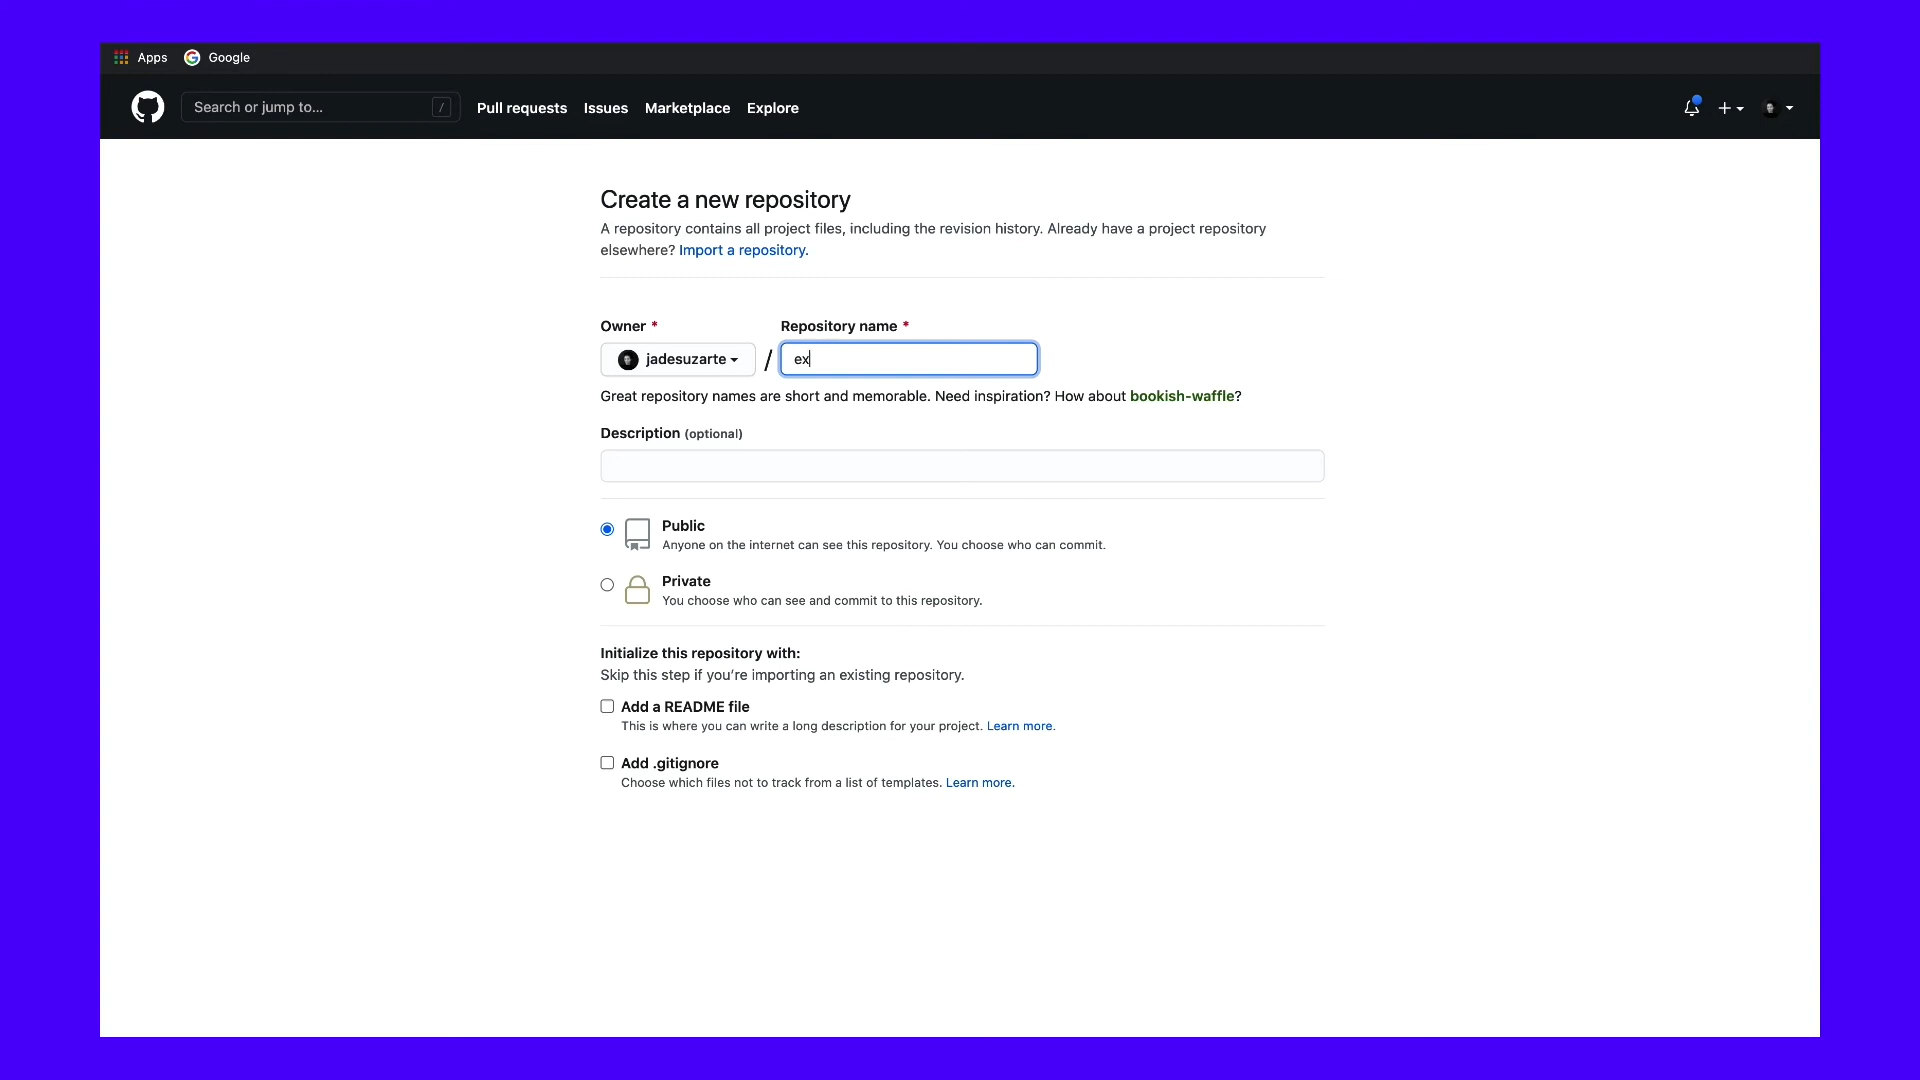 Apps Google
Search or jump to... / Pull requests Issues Marketplace Explore
Create a new repository
A repository contains all project files, including the revision history. Already have a project repository
elsewhere? Import a repository.
Owner * Repository name *
jadesuzarte / ex
Great repository names are short and memorable. Need inspiration? How about bookish-waffle?
Description (optional)
Public
Anyone on the internet can see this repository. You choose who can commit.
Private
You choose who can see and commit to this repository.
Initialize this repository with:
Skip this step if you’re importing an existing repository.
Add a README file
This is where you can write a long description for your project. Learn more.
Add .gitignore
Choose which files not to track from a list of templates. Learn more.